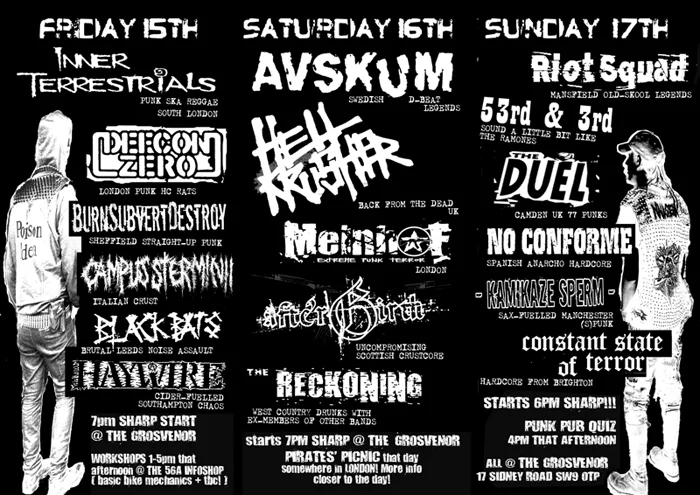 FRIDAY 15TH
INNER
TERRESTRIALS
PUNK SKA REGGAE
SOUTH LONDON
DEFCON
ZERO
LONDON PUNK HC RATS
BURNSUBVERTDESTROY
SHEFFIELD STRAIGHT-UP PUNK
CAMPUS STERMINII
ITALIAN CRUST
BLACK BATS
BRUTAL LEEDS NOISE ASSAULT
HAYWIRE
CIDER-FUELLED
SOUTHAMPTON CHAOS
7pm SHARP START
@ THE GROSVENOR
WORKSHOPS 1-5pm that
afternoon @ THE 56A INFOSHOP
( basic bike mechanics + tbc! )
Poison
idea
SATURDAY 16TH
AVSKUM
SWEDISH D-BEAT
LEGENDS
HELL
KRUSHER
BACK FROM THE DEAD
UK
MeinhoF
EXTREME PUNK TERROR
LONDON
afterBirth
UNCOMPROMISING
SCOTTISH CRUSTCORE
THE
RECKONING
WEST COUNTRY DRUNKS WITH
EX-MEMBERS OF OTHER BANDS
starts 7PM SHARP @ THE GROSVENOR
PIRATES' PICNIC that day
somewhere in LONDON! More info
closer to the day!
SUNDAY 17TH
Riot Squad
MANSFIELD OLD-SKOOL LEGENDS
53rd & 3rd
SOUND A LITTLE BIT LIKE
THE RAMONES
THE
DUEL
CAMDEN UK 77 PUNKS
NO CONFORME
SPANISH ANARCHO HARDCORE
- KAMIKAZE SPERM -
SAX-FUELLED MANCHESTER
(S)PUNK
constant state
of terror
HARDCORE FROM BRIGHTON
STARTS 6PM SHARP!!!
PUNK PUB QUIZ
4PM THAT AFTERNOON
ALL @ THE GROSVENOR
17 SIDNEY ROAD SW9 0TP